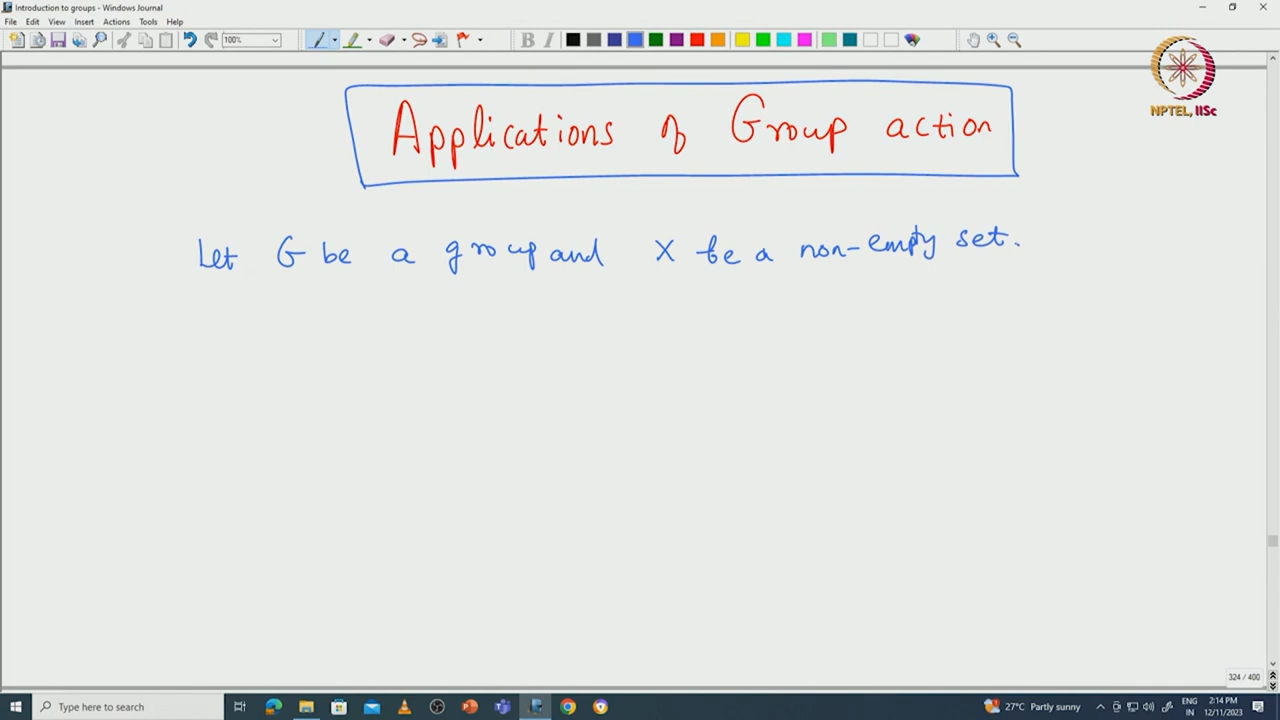 Introduction to groups - Windows Journal
File Edit View Insert Actions Tools Help
100%
B I
NPTEL, IISc
Applications of Group action
Let G be a group and X be a non-empty set.
324 / 400
Type here to search
27°C Partly sunny
ENG
IN
2:14 PM
12/11/2023